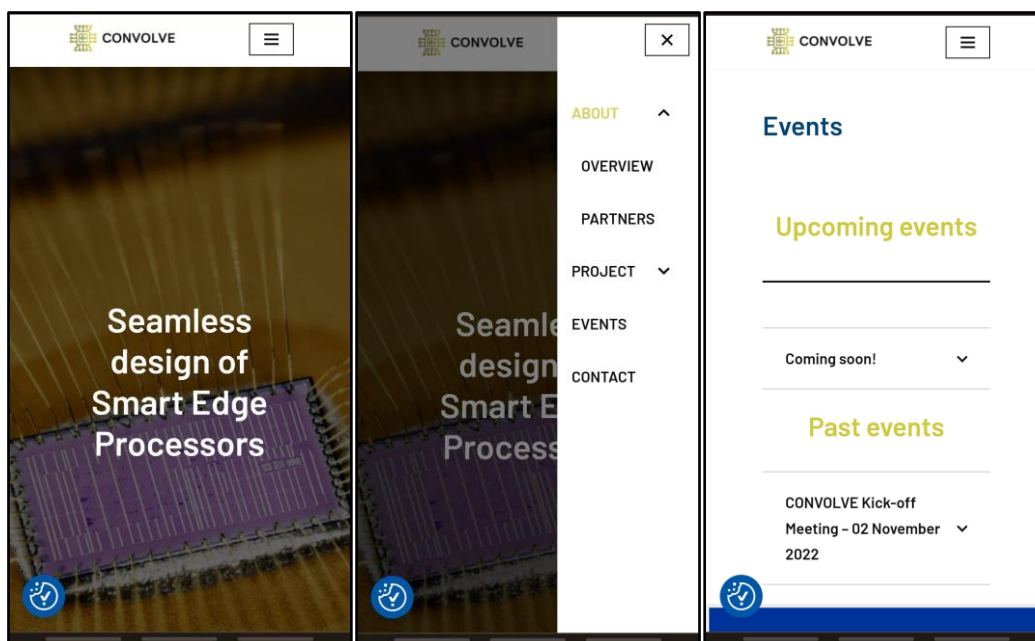 CONVOLVE
Seamless
design of
Smart Edge
Processors
CONVOLVE
ABOUT
OVERVIEW
PARTNERS
PROJECT
EVENTS
CONTACT
Seamle
design
Smart E
Process
CONVOLVE
Events
Upcoming events
Coming soon!
Past events
CONVOLVE Kick-off
Meeting – 02 November
2022